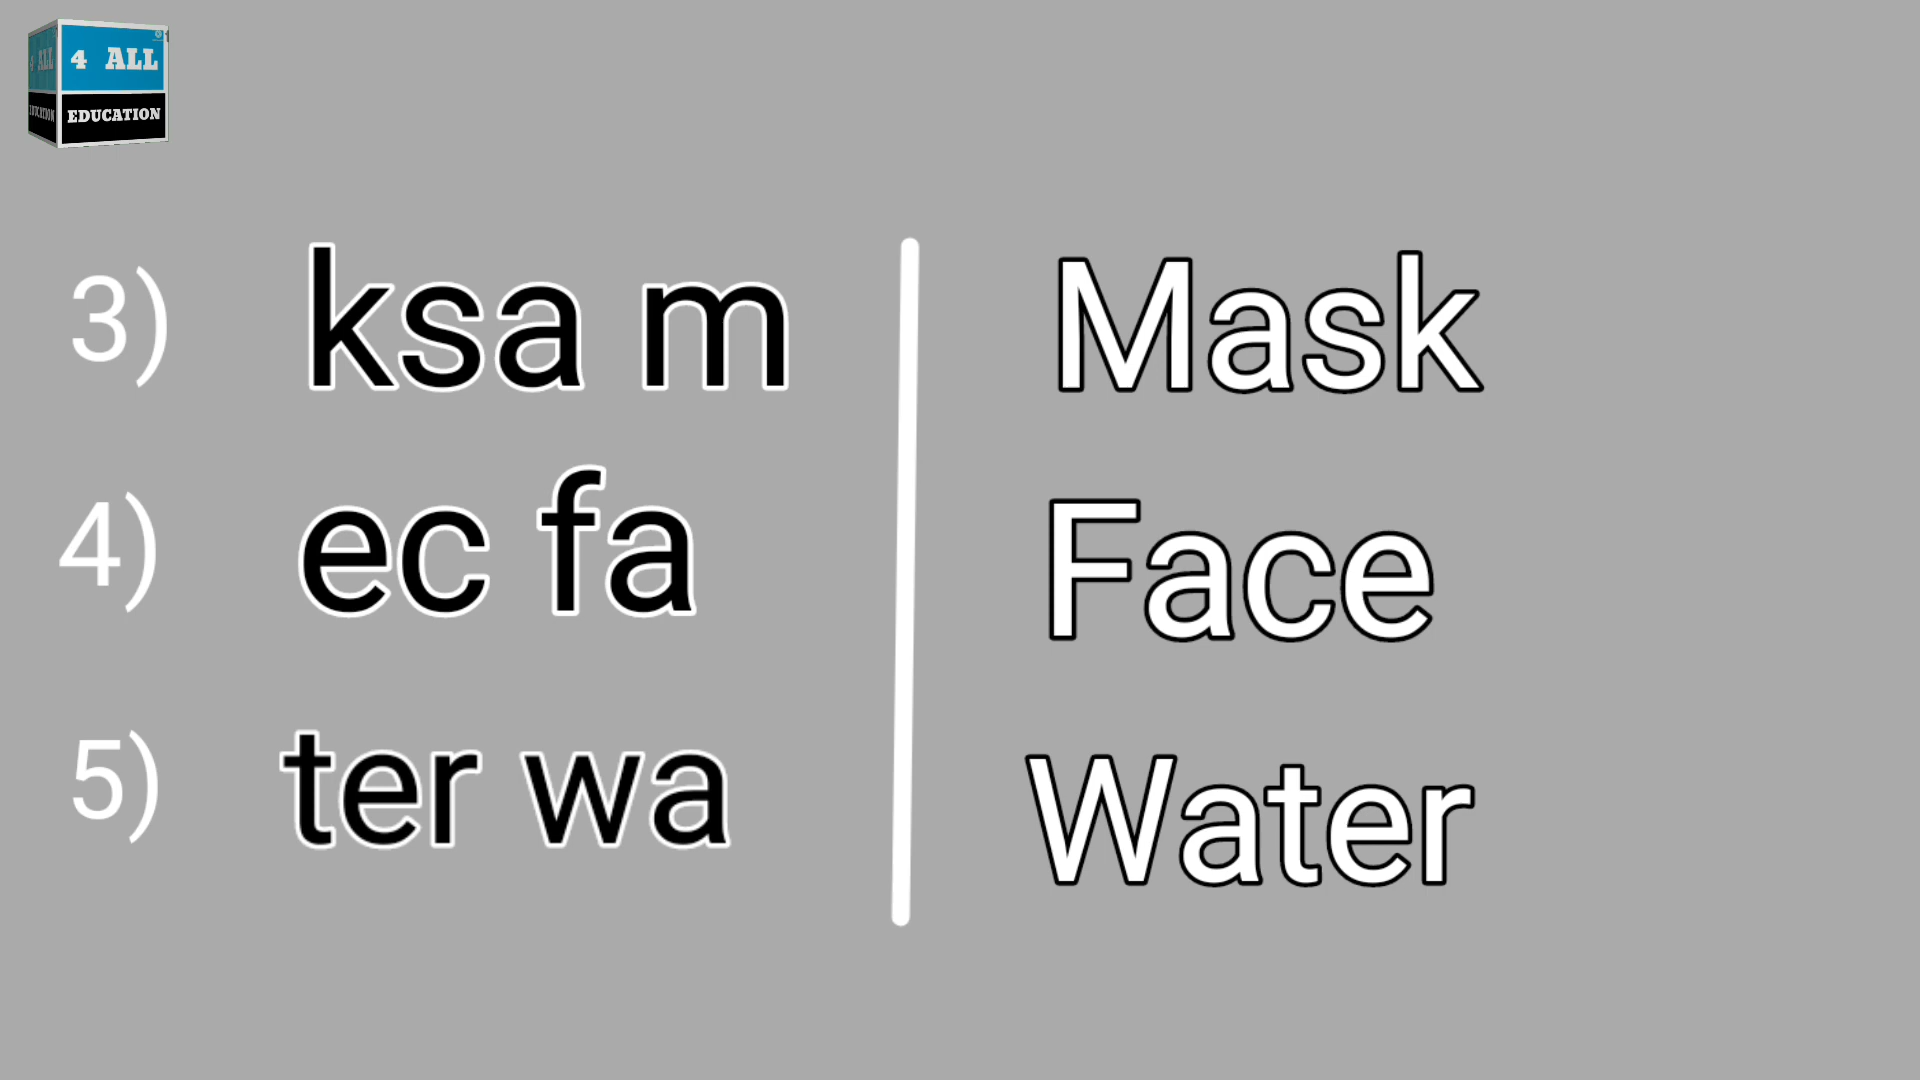 4 ALL
EDUCATION
3) ksa m Mask
4) ec fa Face
5) ter wa Water